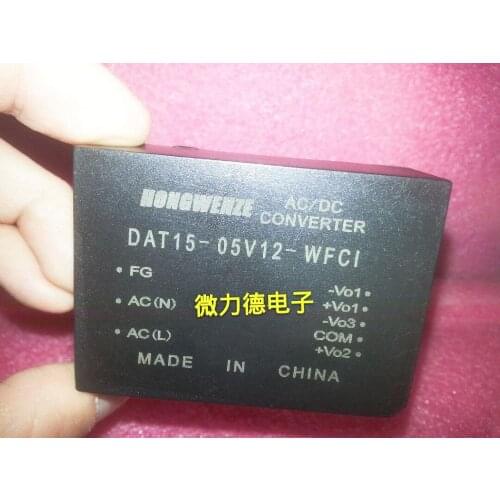 HONGWENZE
AC/DC
CONVERTER
DAT15-05V12-WFCI
• FG
• AC(N)
• AC(L)
微力德电子
-Vo1 •
+Vo1 •
-Vo3 •
COM •
+Vo2 •
MADE IN CHINA